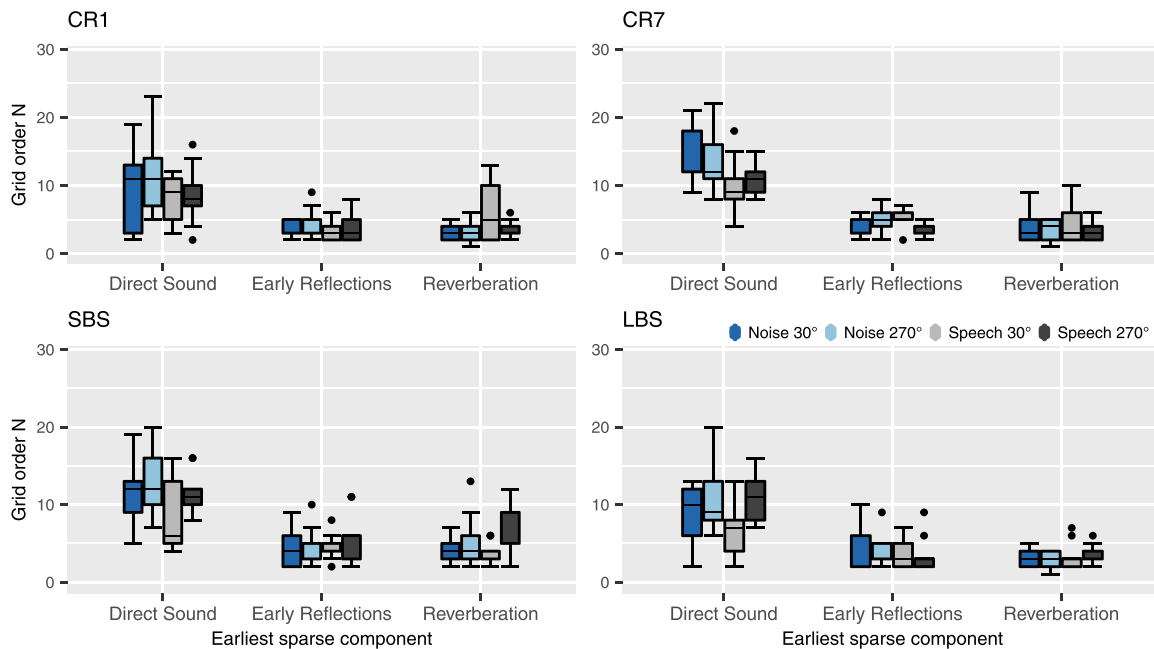 CR1
CR7
30
20
10
0
Grid order N
Direct Sound
Early Reflections
Reverberation
30
20
10
0
Direct Sound
Early Reflections
Reverberation
SBS
LBS
Noise 30° Noise 270° Speech 30° Speech 270°
30
20
10
0
Grid order N
Direct Sound
Early Reflections
Reverberation
Earliest sparse component
30
20
10
0
Direct Sound
Early Reflections
Reverberation
Earliest sparse component